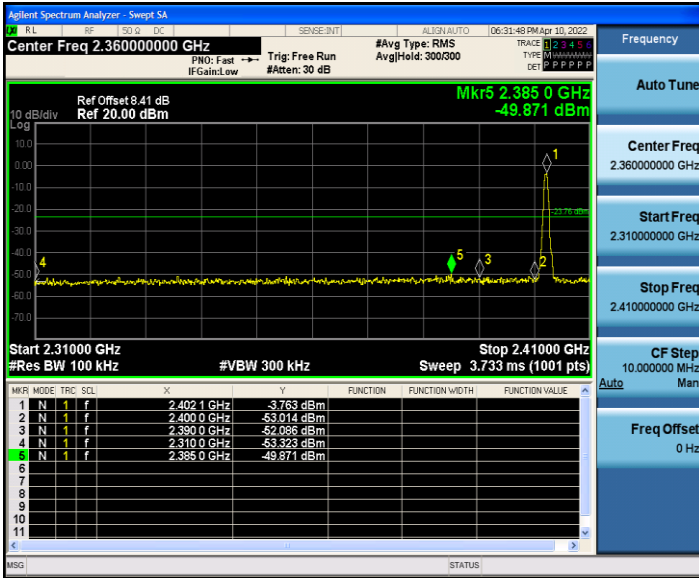 Agilent Spectrum Analyzer - Swept SA
RL RF 50 Ω DC SENSE:INT ALIGN AUTO 06:31:48 PM Apr 10, 2022
Center Freq 2.360000000 GHz
PNO: Fast
IFGain:Low
Trig: Free Run
#Atten: 30 dB
#Avg Type: RMS
Avg|Hold: 300/300
TRACE 1 2 3 4 5 6
TYPE M
DET P P P P P P
Ref Offset 8.41 dB
10 dB/div Ref 20.00 dBm
Log
Mkr5 2.385 0 GHz
-49.871 dBm
10.0
0.00
-10.0
-20.0
-30.0
-40.0
-50.0
-60.0
-70.0
1
-23.76 dBm
4
5
3
2
Start 2.31000 GHz Stop 2.41000 GHz
#Res BW 100 kHz #VBW 300 kHz Sweep 3.733 ms (1001 pts)
MKR MODE TRC SCL X Y FUNCTION FUNCTION WIDTH FUNCTION VALUE
1 N 1 f 2.402 1 GHz -3.763 dBm
2 N 1 f 2.400 0 GHz -53.014 dBm
3 N 1 f 2.390 0 GHz -52.086 dBm
4 N 1 f 2.310 0 GHz -53.323 dBm
5 N 1 f 2.385 0 GHz -49.871 dBm
6
7
8
9
10
11
MSG STATUS
Frequency
Auto Tune
Center Freq
2.360000000 GHz
Start Freq
2.310000000 GHz
Stop Freq
2.410000000 GHz
CF Step
10.000000 MHz
Auto Man
Freq Offset
0 Hz